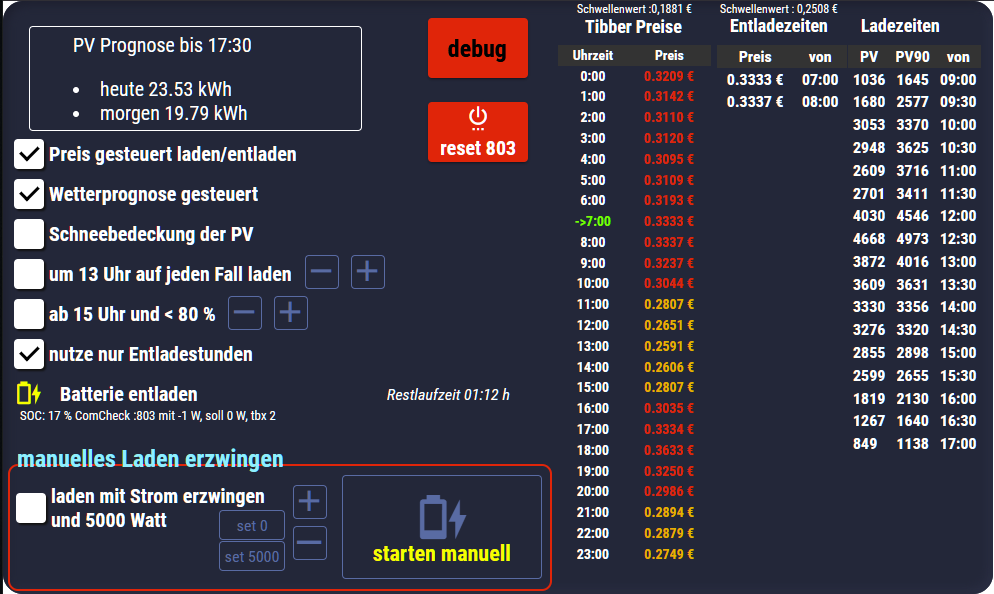 PV Prognose bis 17:30
• heute 23.53 kWh
• morgen 19.79 kWh
debug
reset 803
Preis gesteuert laden/entladen
Wetterprognose gesteuert
Schneebedeckung der PV
um 13 Uhr auf jeden Fall laden − +
ab 15 Uhr und < 80 % − +
nutze nur Entladestunden
Batterie entladen
Restlaufzeit 01:12 h
SOC: 17 % ComCheck :803 mit -1 W, soll 0 W, tbx 2
manuelles Laden erzwingen
laden mit Strom erzwingen
und 5000 Watt
+
set 0
−
set 5000
starten manuell
Schwellenwert :0,1881 €
Tibber Preise
Uhrzeit Preis
0:00 0.3209 €
1:00 0.3142 €
2:00 0.3110 €
3:00 0.3120 €
4:00 0.3095 €
5:00 0.3109 €
6:00 0.3193 €
->7:00 0.3333 €
8:00 0.3337 €
9:00 0.3237 €
10:00 0.3044 €
11:00 0.2807 €
12:00 0.2651 €
13:00 0.2591 €
14:00 0.2606 €
15:00 0.2807 €
16:00 0.3035 €
17:00 0.3334 €
18:00 0.3633 €
19:00 0.3250 €
20:00 0.2986 €
21:00 0.2894 €
22:00 0.2879 €
23:00 0.2749 €
Schwellenwert : 0,2508 €
Entladezeiten
Preis von
0.3333 € 07:00
0.3337 € 08:00
Ladezeiten
PV PV90 von
1036 1645 09:00
1680 2577 09:30
3053 3370 10:00
2948 3625 10:30
2609 3716 11:00
2701 3411 11:30
4030 4546 12:00
4668 4973 12:30
3872 4016 13:00
3609 3631 13:30
3330 3356 14:00
3276 3320 14:30
2855 2898 15:00
2599 2655 15:30
1819 2130 16:00
1267 1640 16:30
849 1138 17:00